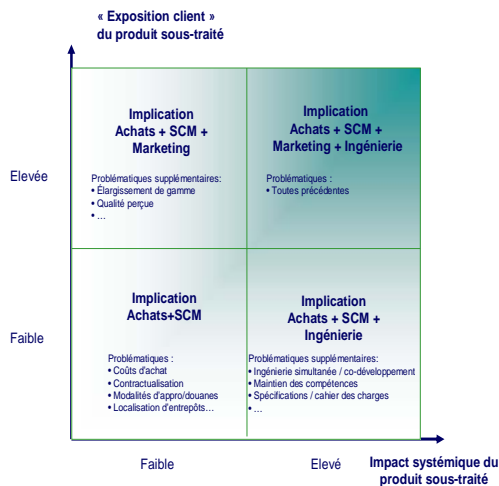 « Exposition client »
du produit sous-traité
Implication
Achats + SCM +
Marketing
Problématiques supplémentaires:
• Élargissement de gamme
• Qualité perçue
• ...
Implication
Achats + SCM +
Marketing + Ingénierie
Problématiques :
• Toutes précédentes
Elevée
Implication
Achats+SCM
Problématiques :
• Coûts d'achat
• Contractualisation
• Modalités d'appro/douanes
• Localisation d'entrepôts...
Implication
Achats + SCM +
Ingénierie
Problématiques supplémentaires:
• Ingénierie simultanée / co-développement
• Maintien des compétences
• Spécifications / cahier des charges
• ...
Faible
Faible
Elevé
Impact systémique du
produit sous-traité